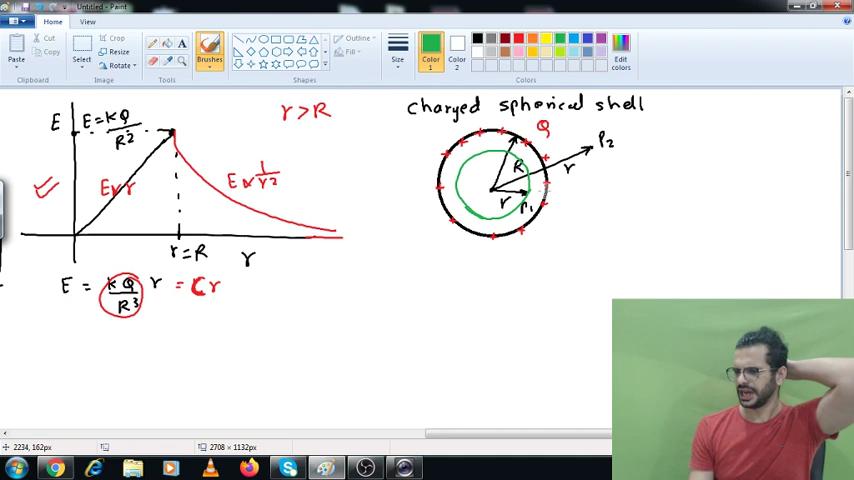 Untitled - Paint
Home
View
Paste
Cut
Copy
Clipboard
Select
Crop
Resize
Rotate
Image
Tools
Brushes
Shapes
Outline
Fill
Size
Color 1
Color 2
Colors
Edit colors
charged spherical shell
E
E = kQ/R²
r > R
E ∝ r
E ∝ 1/r²
r = R
r
E = kQ/R³ r = Cr
Q
R
r
P1
r
P2
2234, 162px
2708 × 1132px